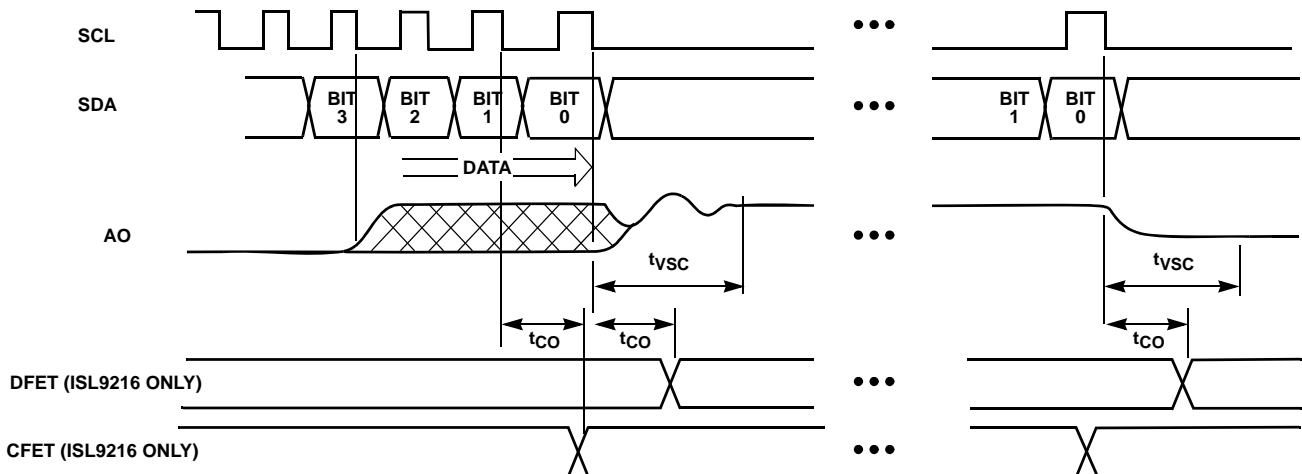 SCL
SDA
BIT 3
BIT 2
BIT 1
BIT 0
BIT 1
BIT 0
DATA
AO
tVSC
tVSC
tCO
tCO
tCO
DFET (ISL9216 ONLY)
CFET (ISL9216 ONLY)